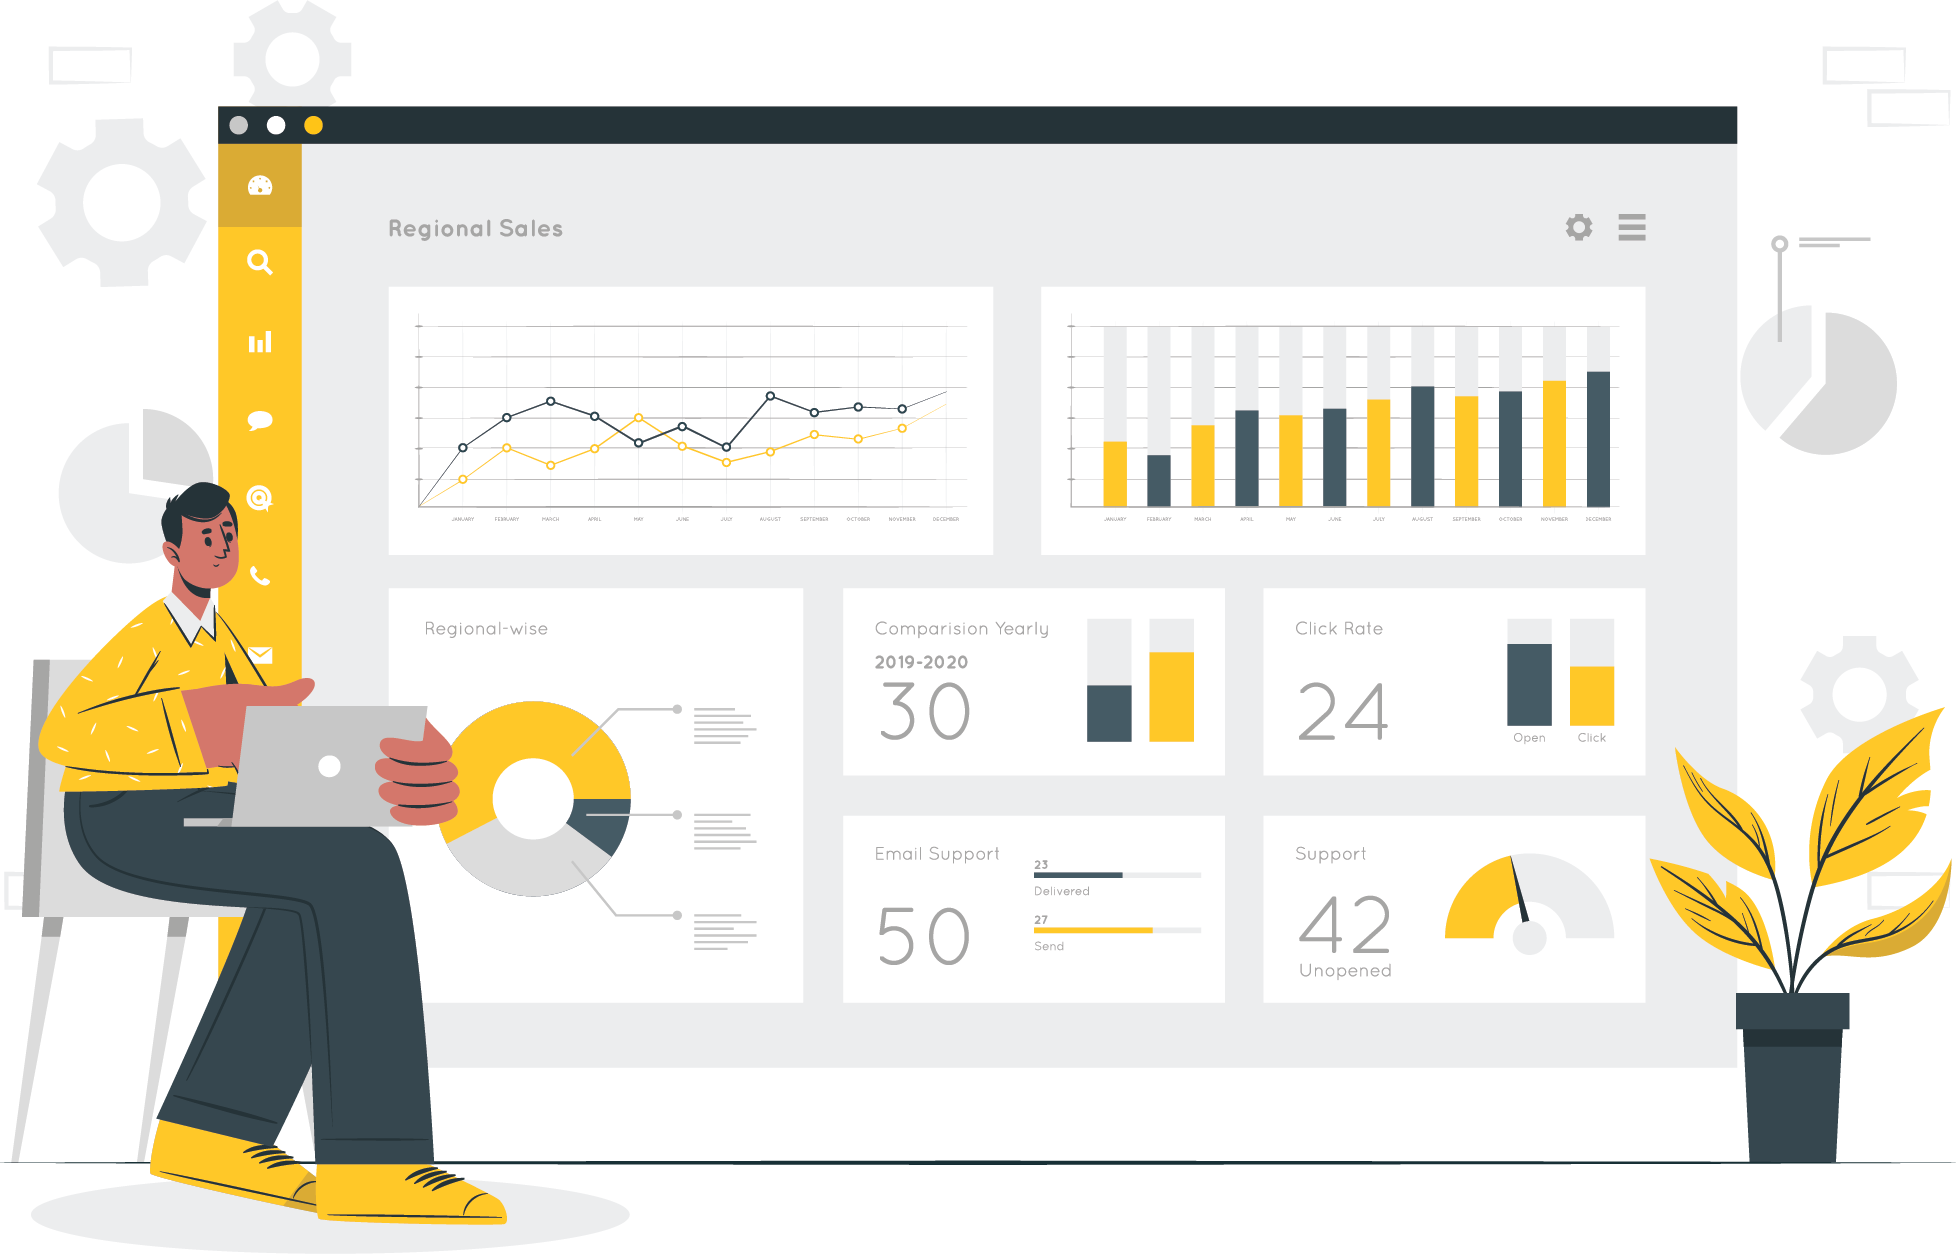 Regional Sales
JANUARY FEBRUARY MARCH APRIL MAY JUNE JULY AUGUST SEPTEMBER OCTOBER NOVEMBER DECEMBER
JANUARY FEBRUARY MARCH APRIL MAY JUNE JULY AUGUST SEPTEMBER OCTOBER NOVEMBER DECEMBER
Regional-wise
Comparision Yearly
2019-2020
30
Click Rate
24
Open Click
Email Support
50
23
Delivered
27
Send
Support
42
Unopened